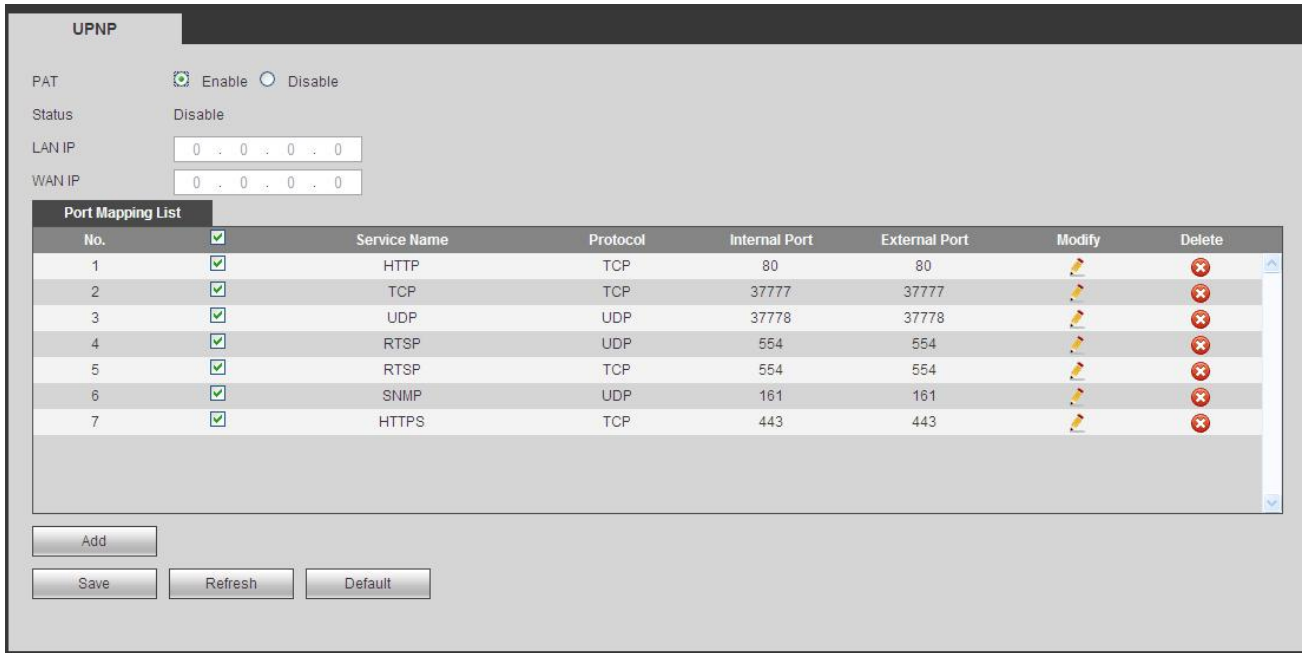 UPNP
PAT Enable Disable
Status Disable
LAN IP 0 . 0 . 0 . 0
WAN IP 0 . 0 . 0 . 0
Port Mapping List
No. Service Name Protocol Internal Port External Port Modify Delete
1 HTTP TCP 80 80
2 TCP TCP 37777 37777
3 UDP UDP 37778 37778
4 RTSP UDP 554 554
5 RTSP TCP 554 554
6 SNMP UDP 161 161
7 HTTPS TCP 443 443
Add
Save Refresh Default